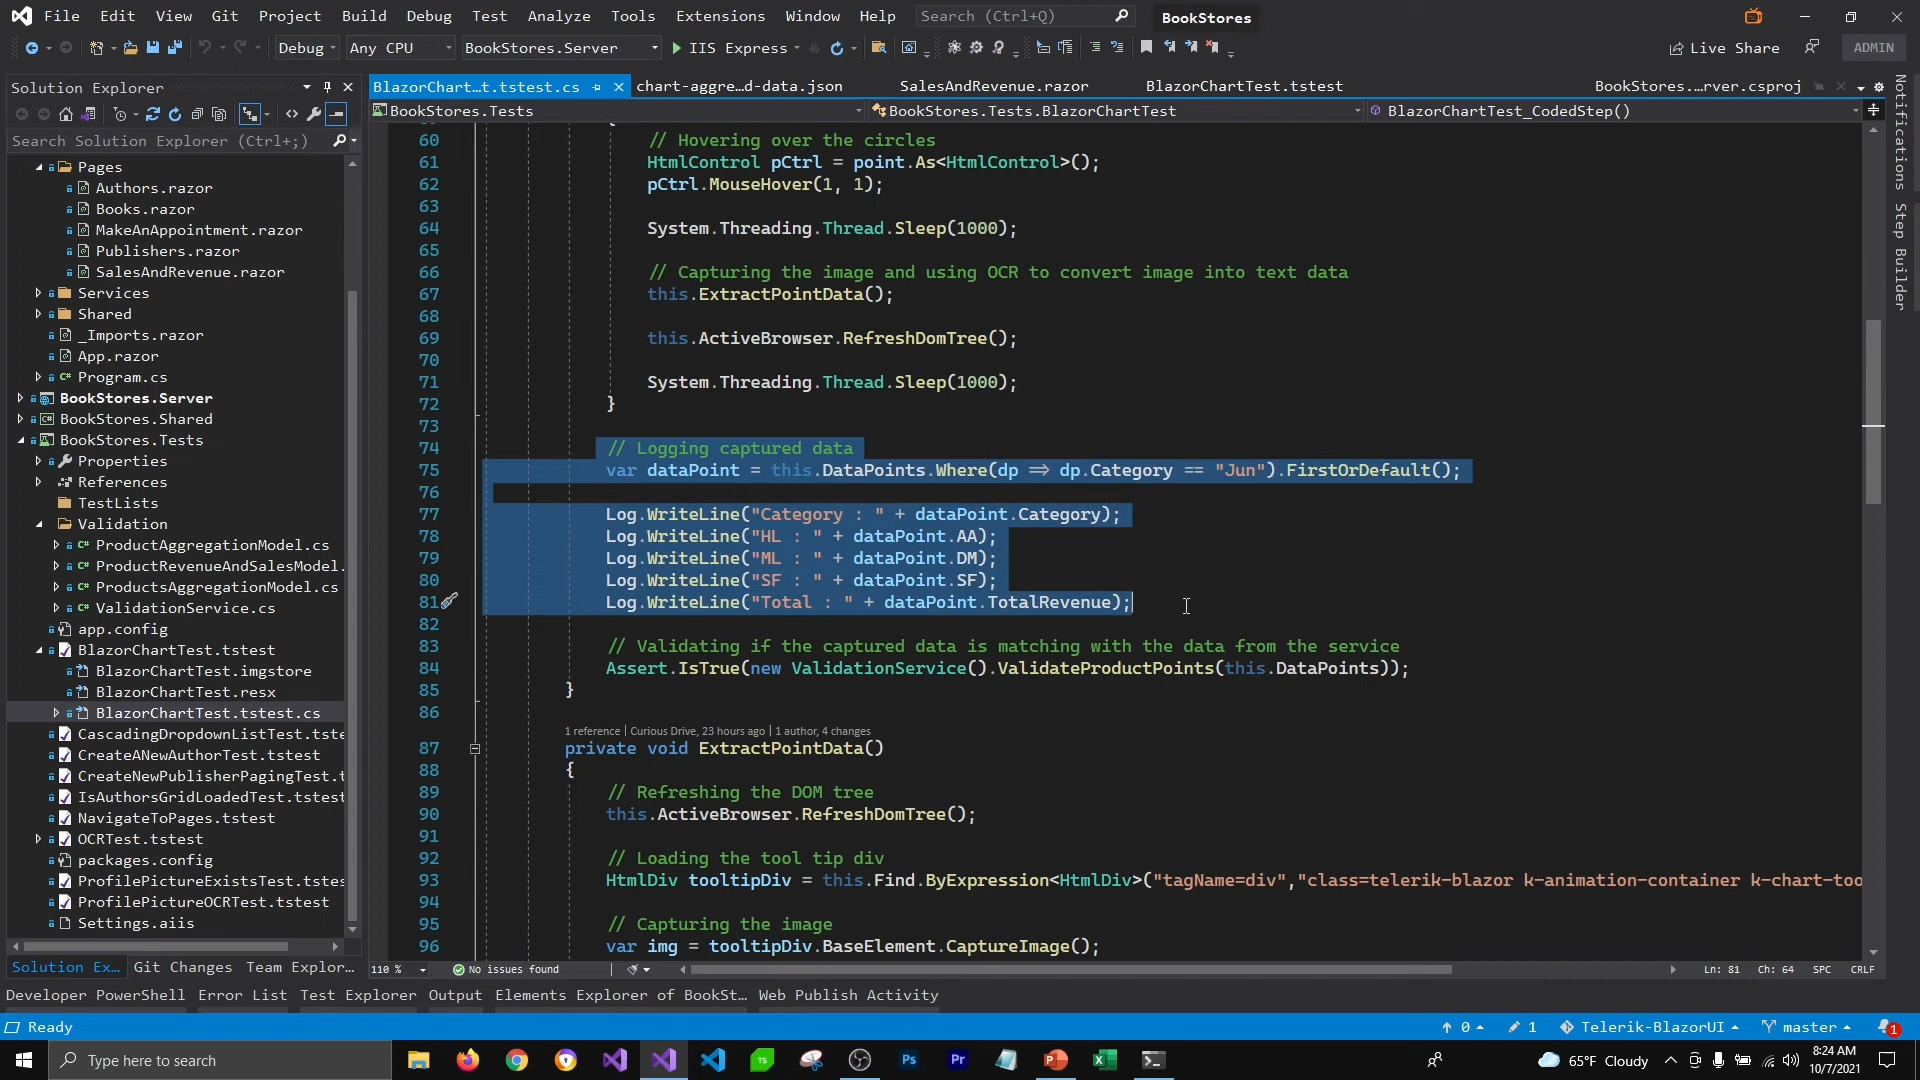 File Edit View Git Project Build Debug Test Analyze Tools Extensions Window Help Search (Ctrl+Q) BookStores
Debug Any CPU BookStores.Server IIS Express Live Share ADMIN
Solution Explorer
Search Solution Explorer (Ctrl+;)
Pages
Authors.razor
Books.razor
MakeAnAppointment.razor
Publishers.razor
SalesAndRevenue.razor
Services
Shared
_Imports.razor
App.razor
Program.cs
BookStores.Server
BookStores.Shared
BookStores.Tests
Properties
References
TestLists
Validation
ProductAggregationModel.cs
ProductRevenueAndSalesModel.
ProductsAggregationModel.cs
ValidationService.cs
app.config
BlazorChartTest.tstest
BlazorChartTest.imgstore
BlazorChartTest.resx
BlazorChartTest.tstest.cs
CascadingDropdownListTest.tste
CreateANewAuthorTest.tstest
CreateNewPublisherPagingTest.t
IsAuthorsGridLoadedTest.tstest
NavigateToPages.tstest
OCRTest.tstest
packages.config
ProfilePictureExistsTest.tstes
ProfilePictureOCRTest.tstest
Settings.aiis
Solution Ex... Git Changes Team Explor...
BlazorChart...t.tstest.cs chart-aggre...d-data.json SalesAndRevenue.razor BlazorChartTest.tstest BookStores....rver.csproj
BookStores.Tests BookStores.Tests.BlazorChartTest BlazorChartTest_CodedStep()
60 // Hovering over the circles
61 HtmlControl pCtrl = point.As<HtmlControl>();
62 pCtrl.MouseHover(1, 1);
63
64 System.Threading.Thread.Sleep(1000);
65
66 // Capturing the image and using OCR to convert image into text data
67 this.ExtractPointData();
68
69 this.ActiveBrowser.RefreshDomTree();
70
71 System.Threading.Thread.Sleep(1000);
72 }
73
74 // Logging captured data
75 var dataPoint = this.DataPoints.Where(dp => dp.Category == "Jun").FirstOrDefault();
76
77 Log.WriteLine("Category : " + dataPoint.Category);
78 Log.WriteLine("HL : " + dataPoint.AA);
79 Log.WriteLine("ML : " + dataPoint.DM);
80 Log.WriteLine("SF : " + dataPoint.SF);
81 Log.WriteLine("Total : " + dataPoint.TotalRevenue);
82
83 // Validating if the captured data is matching with the data from the service
84 Assert.IsTrue(new ValidationService().ValidateProductPoints(this.DataPoints));
85 }
86
1 reference | Curious Drive, 23 hours ago | 1 author, 4 changes
87 private void ExtractPointData()
88 {
89 // Refreshing the DOM tree
90 this.ActiveBrowser.RefreshDomTree();
91
92 // Loading the tool tip div
93 HtmlDiv tooltipDiv = this.Find.ByExpression<HtmlDiv>("tagName=div","class=telerik-blazor k-animation-container k-chart-too
94
95 // Capturing the image
96 var img = tooltipDiv.BaseElement.CaptureImage();
110 % No issues found Ln: 81 Ch: 64 SPC CRLF
Notifications
Step Builder
Developer PowerShell Error List Test Explorer Output Elements Explorer of BookSt... Web Publish Activity
Ready 0 1 Telerik-BlazorUI master 1
Type here to search TS Ps Pr 65°F Cloudy 8:24 AM
10/7/2021